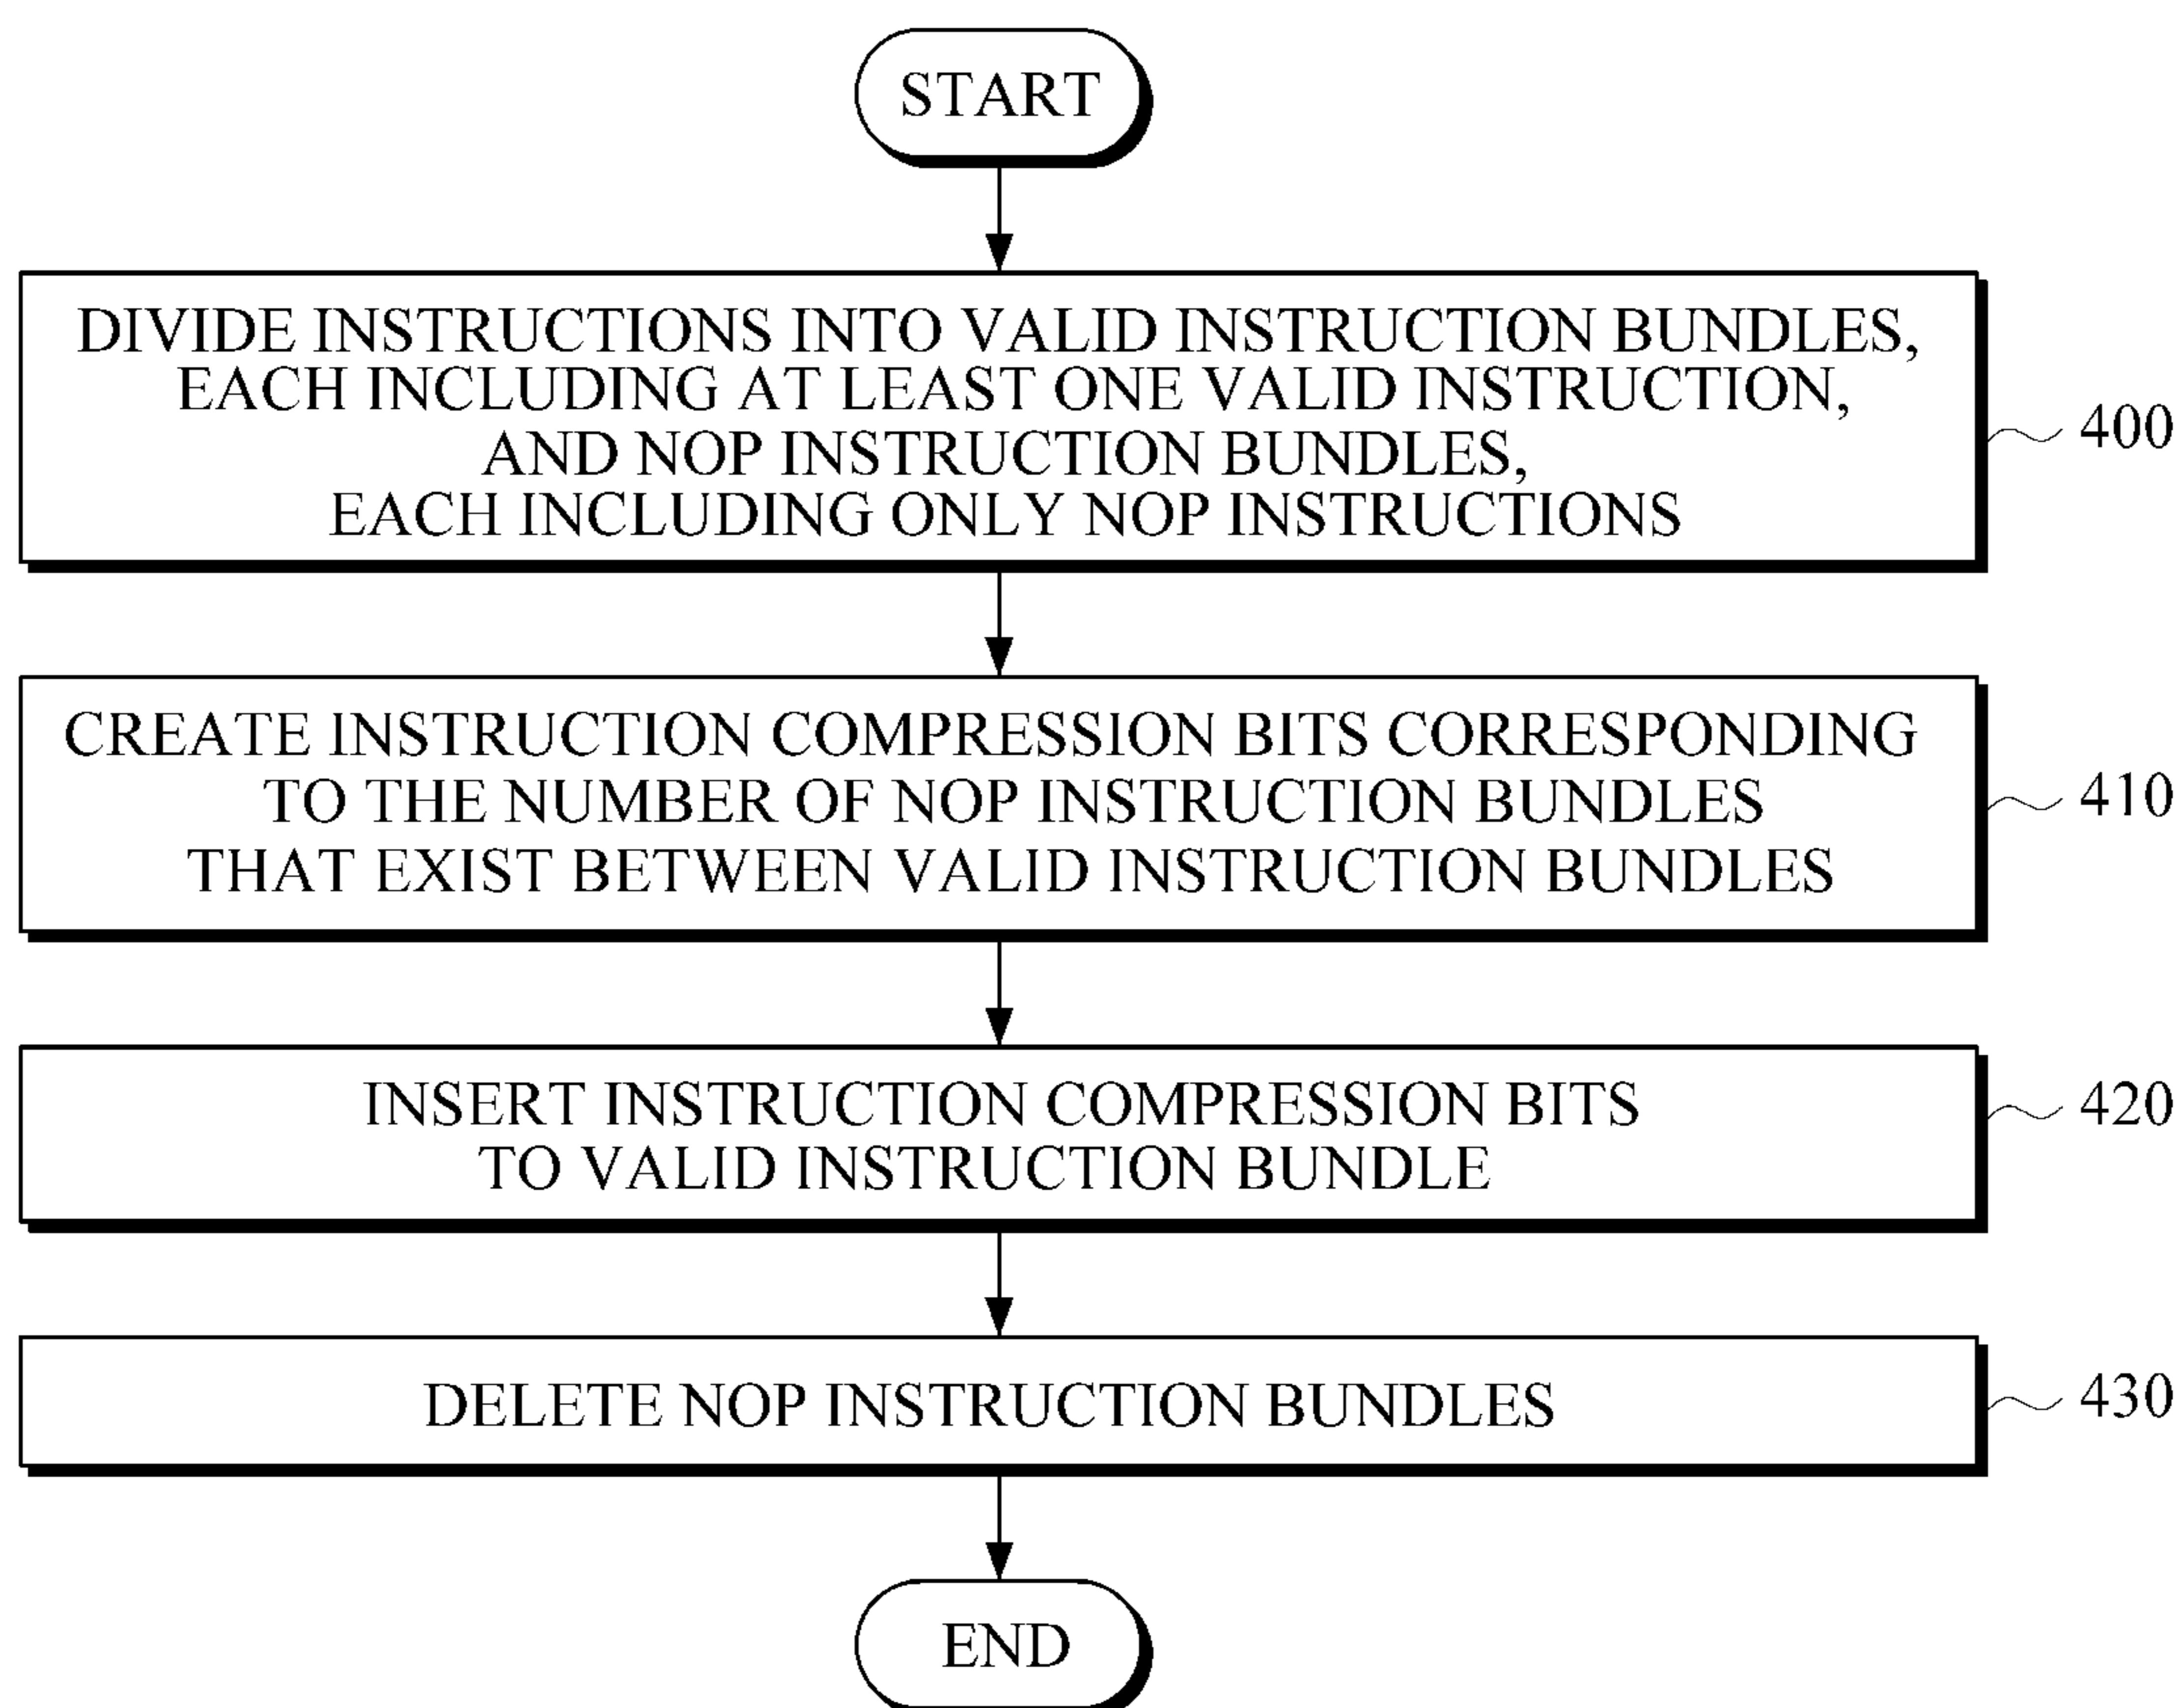 START
DIVIDE INSTRUCTIONS INTO VALID INSTRUCTION BUNDLES,
EACH INCLUDING AT LEAST ONE VALID INSTRUCTION,
AND NOP INSTRUCTION BUNDLES,
EACH INCLUDING ONLY NOP INSTRUCTIONS
400
CREATE INSTRUCTION COMPRESSION BITS CORRESPONDING
TO THE NUMBER OF NOP INSTRUCTION BUNDLES
THAT EXIST BETWEEN VALID INSTRUCTION BUNDLES
410
INSERT INSTRUCTION COMPRESSION BITS
TO VALID INSTRUCTION BUNDLE
420
DELETE NOP INSTRUCTION BUNDLES
430
END